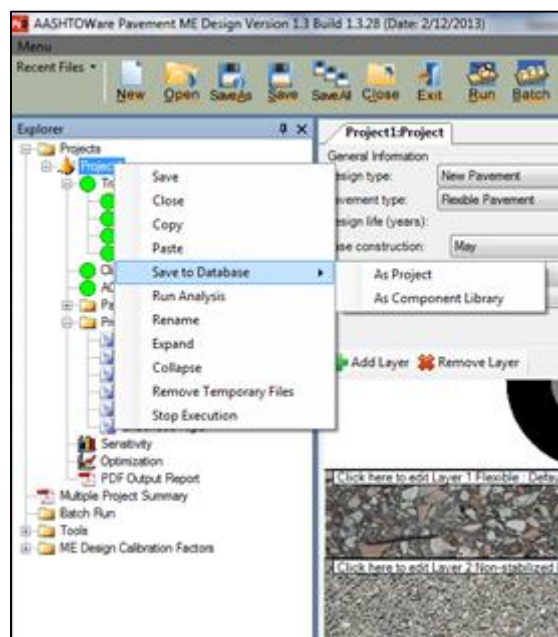 AASHTOWare Pavement ME Design Version 1.3 Build 1.3.28 (Date: 2/12/2013)
Menu
Recent Files
New Open SaveAs Save SaveAll Close Exit Run Batch
Explorer
Projects
Project
Sensitivity
Optimization
PDF Output Report
Multiple Project Summary
Batch Run
Tools
ME Design Calibration Factors
Save
Close
Copy
Paste
Save to Database
Run Analysis
Rename
Expand
Collapse
Remove Temporary Files
Stop Execution
As Project
As Component Library
Project1:Project
General Information
esign type: New Pavement
avement type: Flexible Pavement
esign life (years):
ase construction: May
Add Layer Remove Layer
Click here to edit Layer 1 Flexible : Defau
Click here to edit Layer 2 Non-stabilized